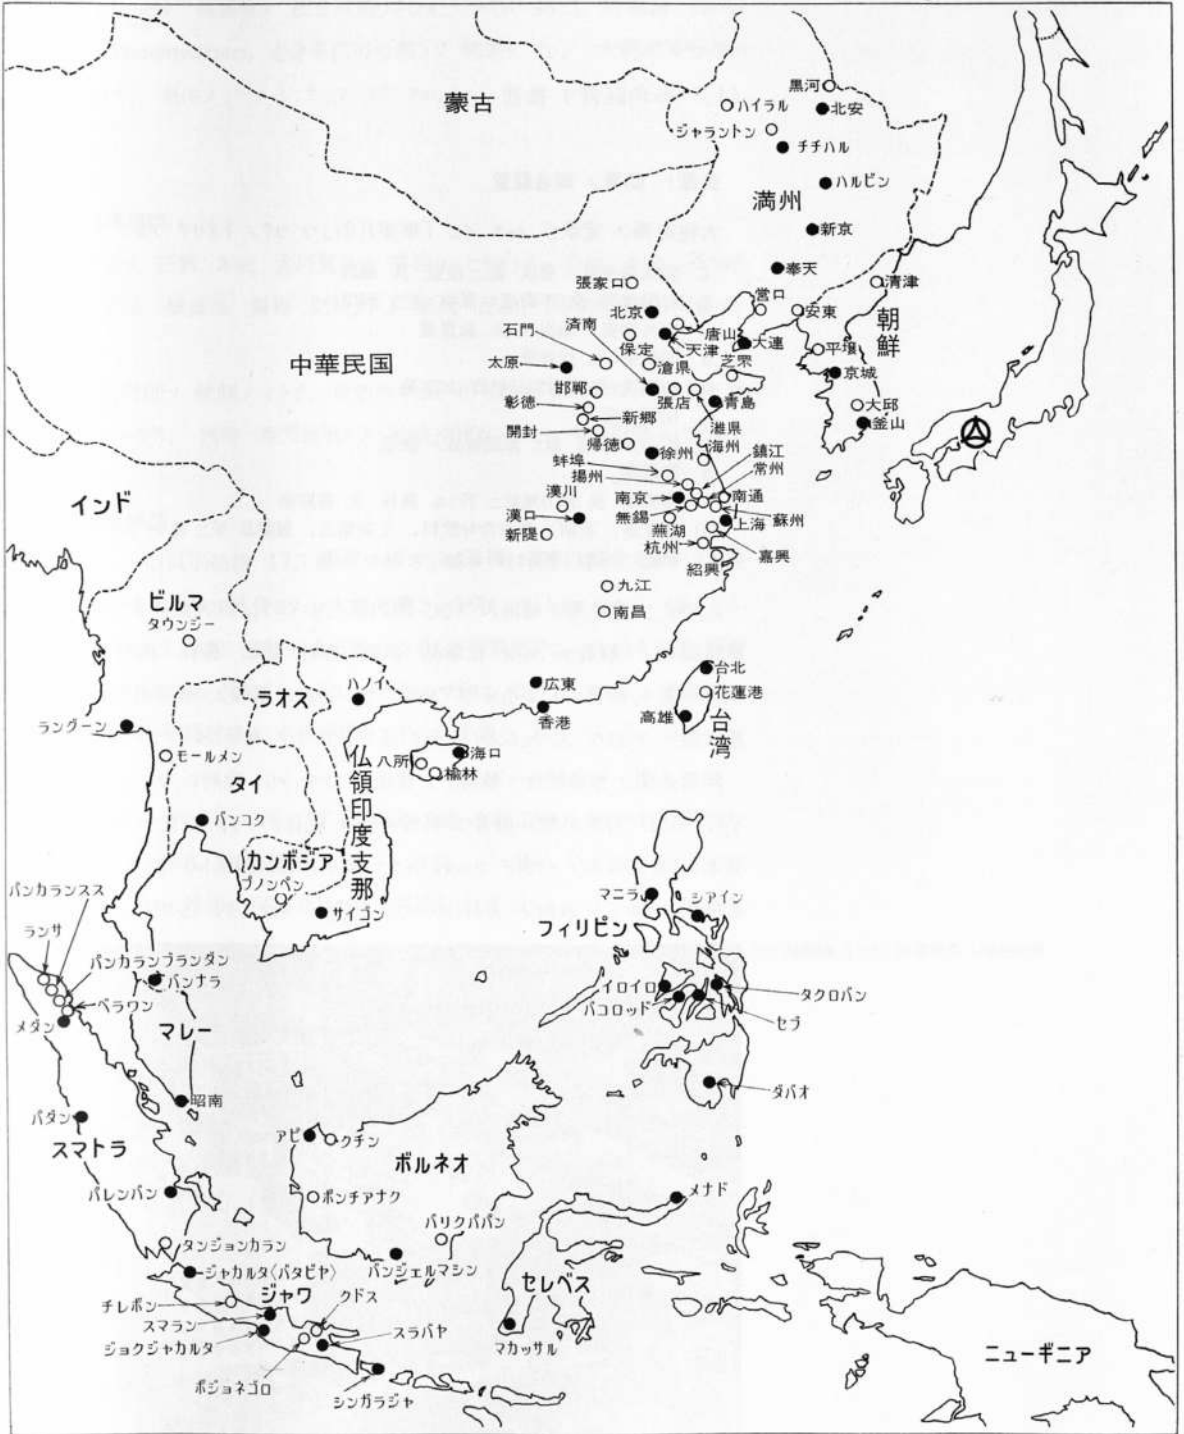 蒙古
黒河
ハイラル
北安
ジャラントン
チチハル
ハルビン
満州
新京
奉天
張家口
営口
安東
清津
朝鮮
北京
済南
唐山
石門
保定
天津
大連
平壌
中華民国
太原
滄県
芝罘
京城
邯鄲
張店
青島
大邱
彰徳
新郷
釜山
開封
帰徳
濰県
海州
徐州
鎮江
蚌埠
常州
揚州
漢川
南京
南通
インド
漢口
無錫
蘇州
新隄
蕪湖
上海
杭州
嘉興
紹興
九江
南昌
ビルマ
タウンジー
台北
ハノイ
広東
ラオス
花蓮港
ラングーン
香港
高雄
台湾
モールメン
仏領印度支那
海口
八所
楡林
タイ
バンコク
カンボジア
プノンペン
パンカランスス
サイゴン
マニラ
シアイン
ランサ
フィリピン
パンカランブランダン
バンナラ
イロイロ
タクロバン
ベラワン
バコロッド
セブ
メダン
マレー
ダバオ
昭南
パダン
アピ
クチン
スマトラ
ボルネオ
パレンバン
ポンチアナク
メナド
バリクパパン
タンジョンカラン
ジャカルタ〈バタビヤ〉
バンジェルマシン
セレベス
ジャワ
クドス
チレボン
スマラン
スラバヤ
ジョクジャカルタ
マカッサル
ニューギニア
ボジョネゴロ
シンガラジャ